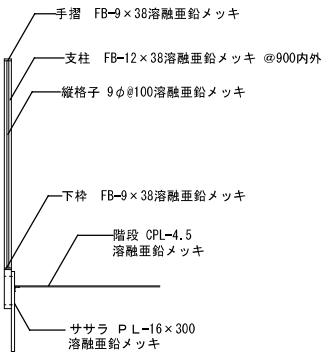 手摺 FB-9×38溶融亜鉛メッキ
支柱 FB-12×38溶融亜鉛メッキ @900内外
縦格子 9φ@100溶融亜鉛メッキ
下枠 FB-9×38溶融亜鉛メッキ
階段 CPL-4.5
溶融亜鉛メッキ
ササラ ＰＬ-16×300
溶融亜鉛メッキ